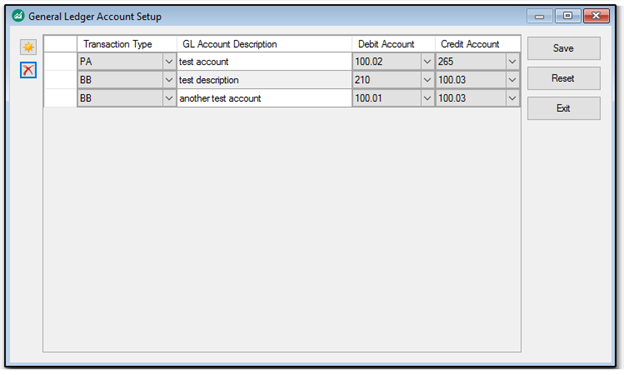 General Ledger Account Setup
Transaction Type GL Account Description Debit Account Credit Account
PA test account 100.02 265
BB test description 210 100.03
BB another test account 100.01 100.03
Save
Reset
Exit